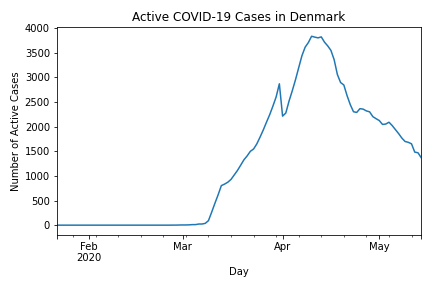 Active COVID-19 Cases in Denmark
Number of Active Cases
4000
3500
3000
2500
2000
1500
1000
500
0
Feb
2020
Mar
Apr
May
Day